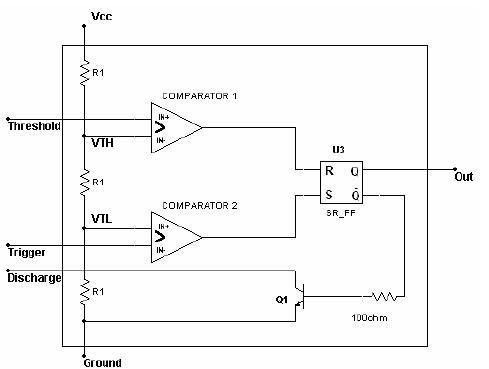 Vcc
R1
COMPARATOR 1
IN+
>
IN-
Threshold
VTH
U3
R Q
S Q̄
SR_FF
Out
R1
COMPARATOR 2
VTL
IN+
>
IN-
Trigger
Discharge
R1
Q1
100ohm
Ground